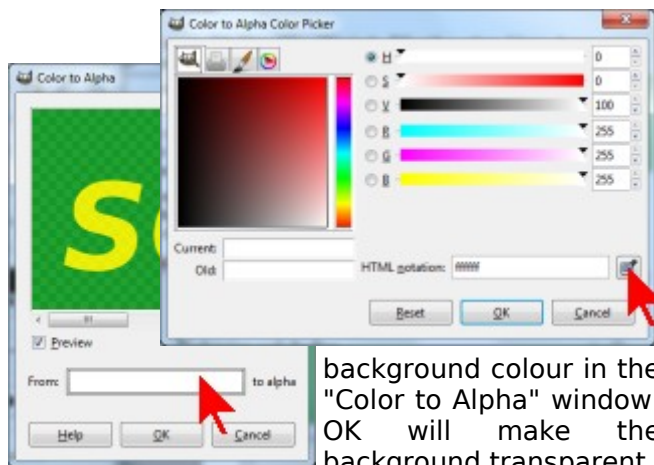 Color to Alpha Color Picker
H 0
S 0
V 100
R 255
G 255
B 255
Current:
Old:
HTML notation: ffffff
Reset OK Cancel
Color to Alpha
Preview
From: to alpha
Help OK Cancel
background colour in the
"Color to Alpha" window
OK will make the
background transparent